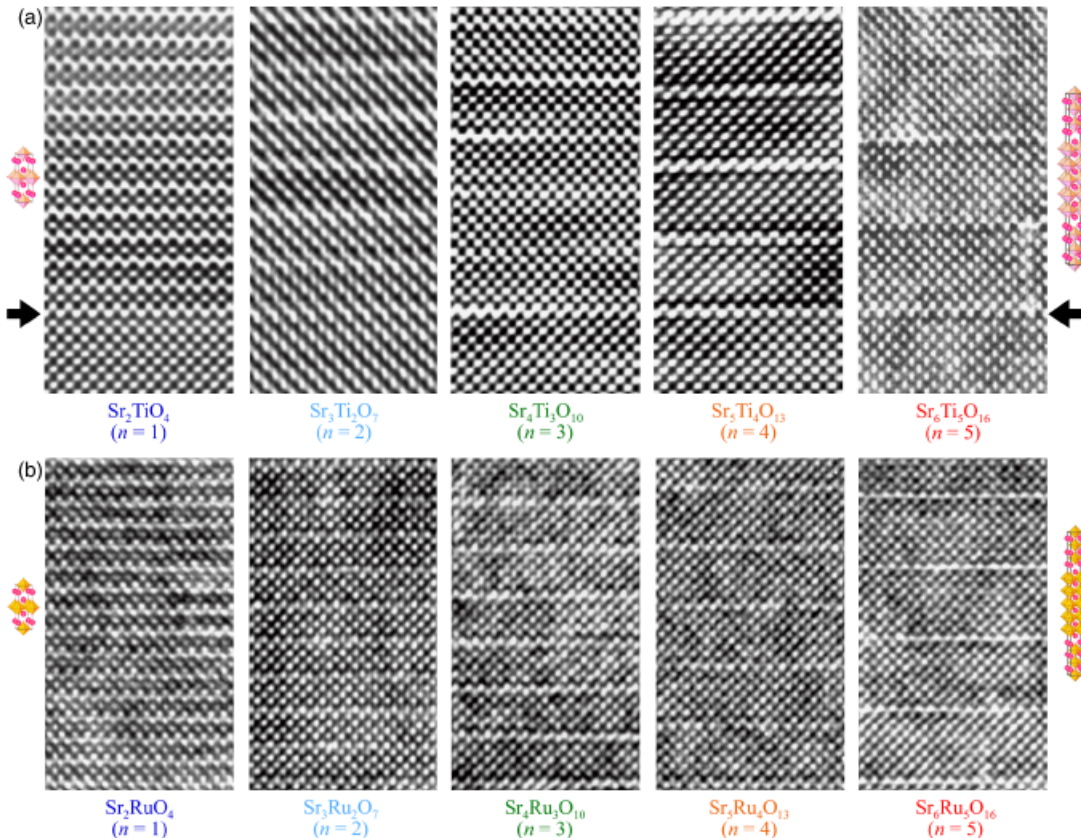 (a)
Sr₂TiO₄ Sr₃Ti₂O₇ Sr₄Ti₃O₁₀ Sr₅Ti₄O₁₃ Sr₆Ti₅O₁₆
(n = 1) (n = 2) (n = 3) (n = 4) (n = 5)
(b)
Sr₂RuO₄ Sr₃Ru₂O₇ Sr₄Ru₃O₁₀ Sr₅Ru₄O₁₃ Sr₆Ru₅O₁₆
(n = 1) (n = 2) (n = 3) (n = 4) (n = 5)